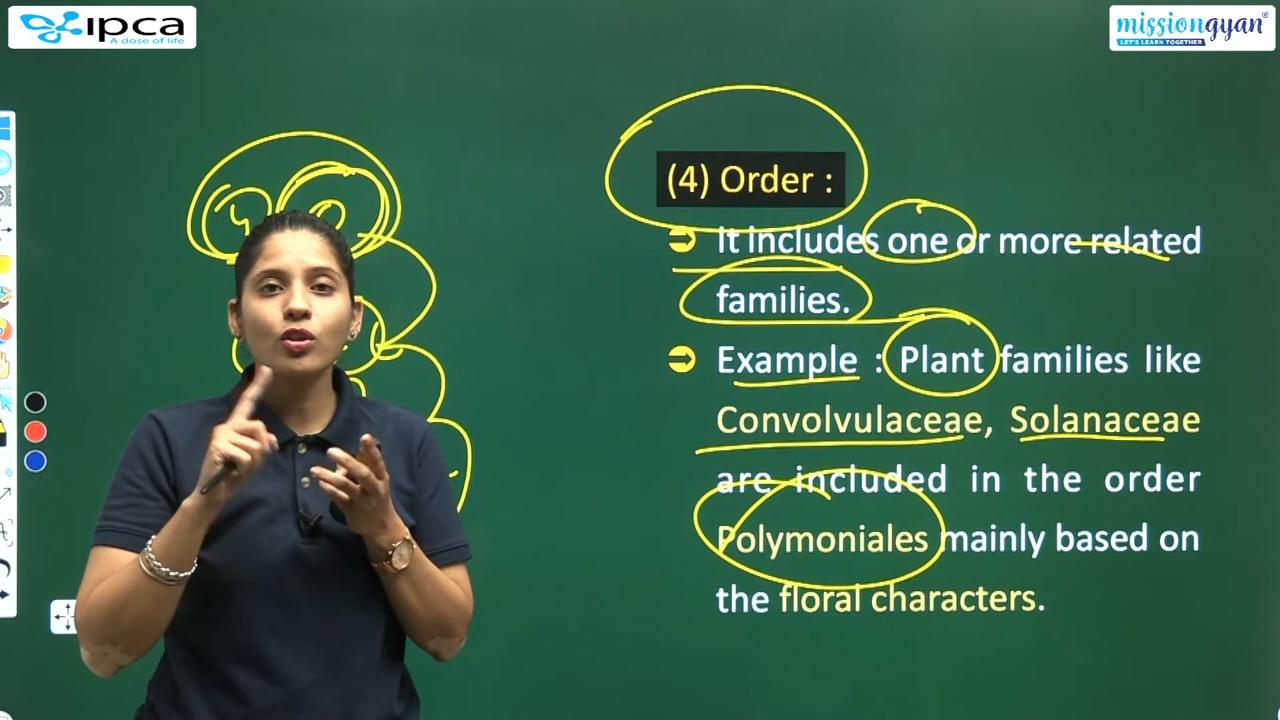 ipca
A dose of life
missiongyan®
LET'S LEARN TOGETHER
(4) Order :
It includes one or more related
families.
Example : Plant families like
Convolvulaceae, Solanaceae
are included in the order
Polymoniales mainly based on
the floral characters.